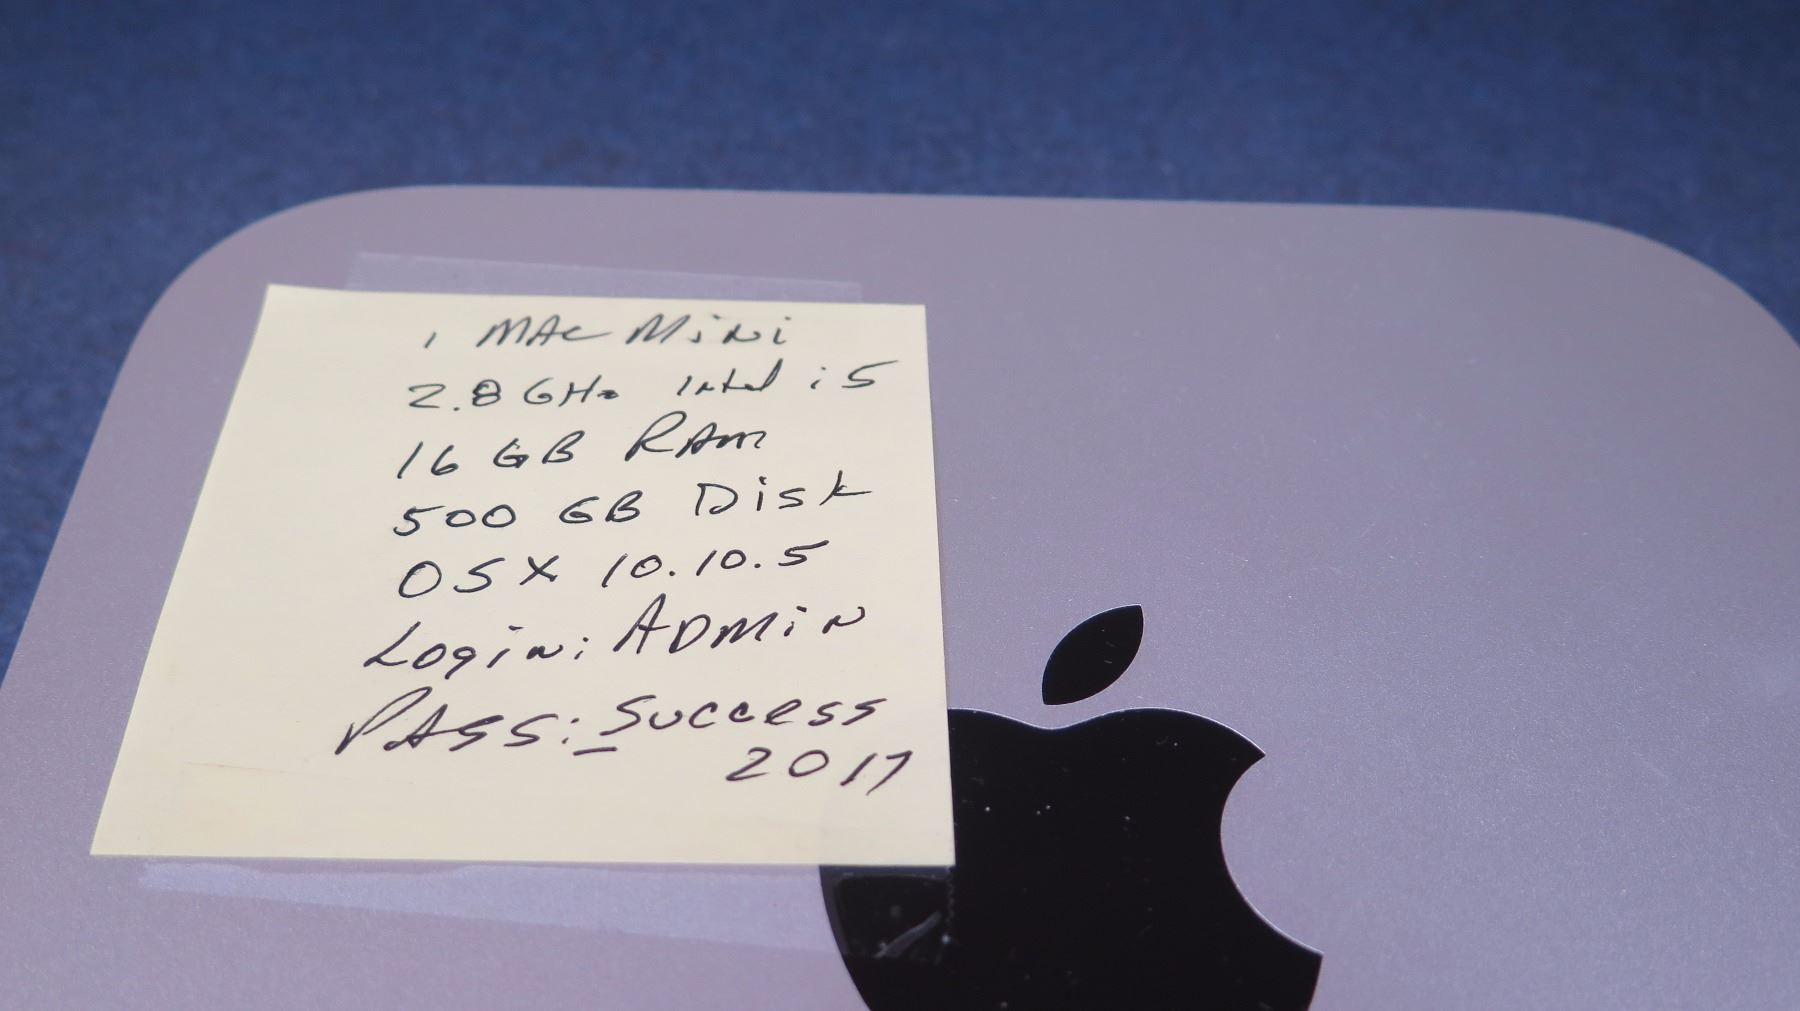 1 MAC Mini
2.8 GHz Intel i5
16 GB RAM
500 GB Disk
OSX 10.10.5
Login: ADMiN
PASS: Success
2017